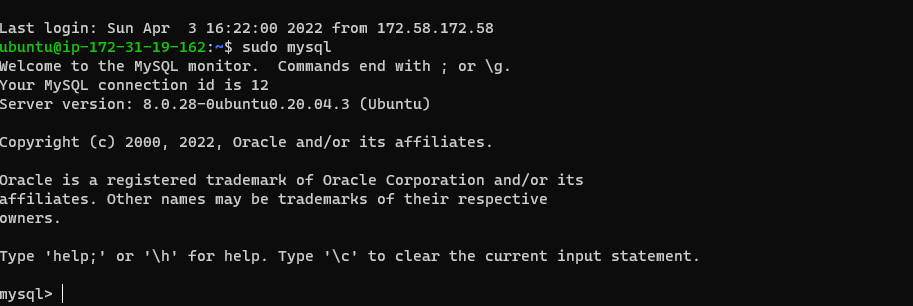 Last login: Sun Apr  3 16:22:00 2022 from 172.58.172.58
ubuntu@ip-172-31-19-162:~$ sudo mysql
Welcome to the MySQL monitor.  Commands end with ; or \g.
Your MySQL connection id is 12
Server version: 8.0.28-0ubuntu0.20.04.3 (Ubuntu)
Copyright (c) 2000, 2022, Oracle and/or its affiliates.
Oracle is a registered trademark of Oracle Corporation and/or its
affiliates. Other names may be trademarks of their respective
owners.
Type 'help;' or '\h' for help. Type '\c' to clear the current input statement.
mysql>